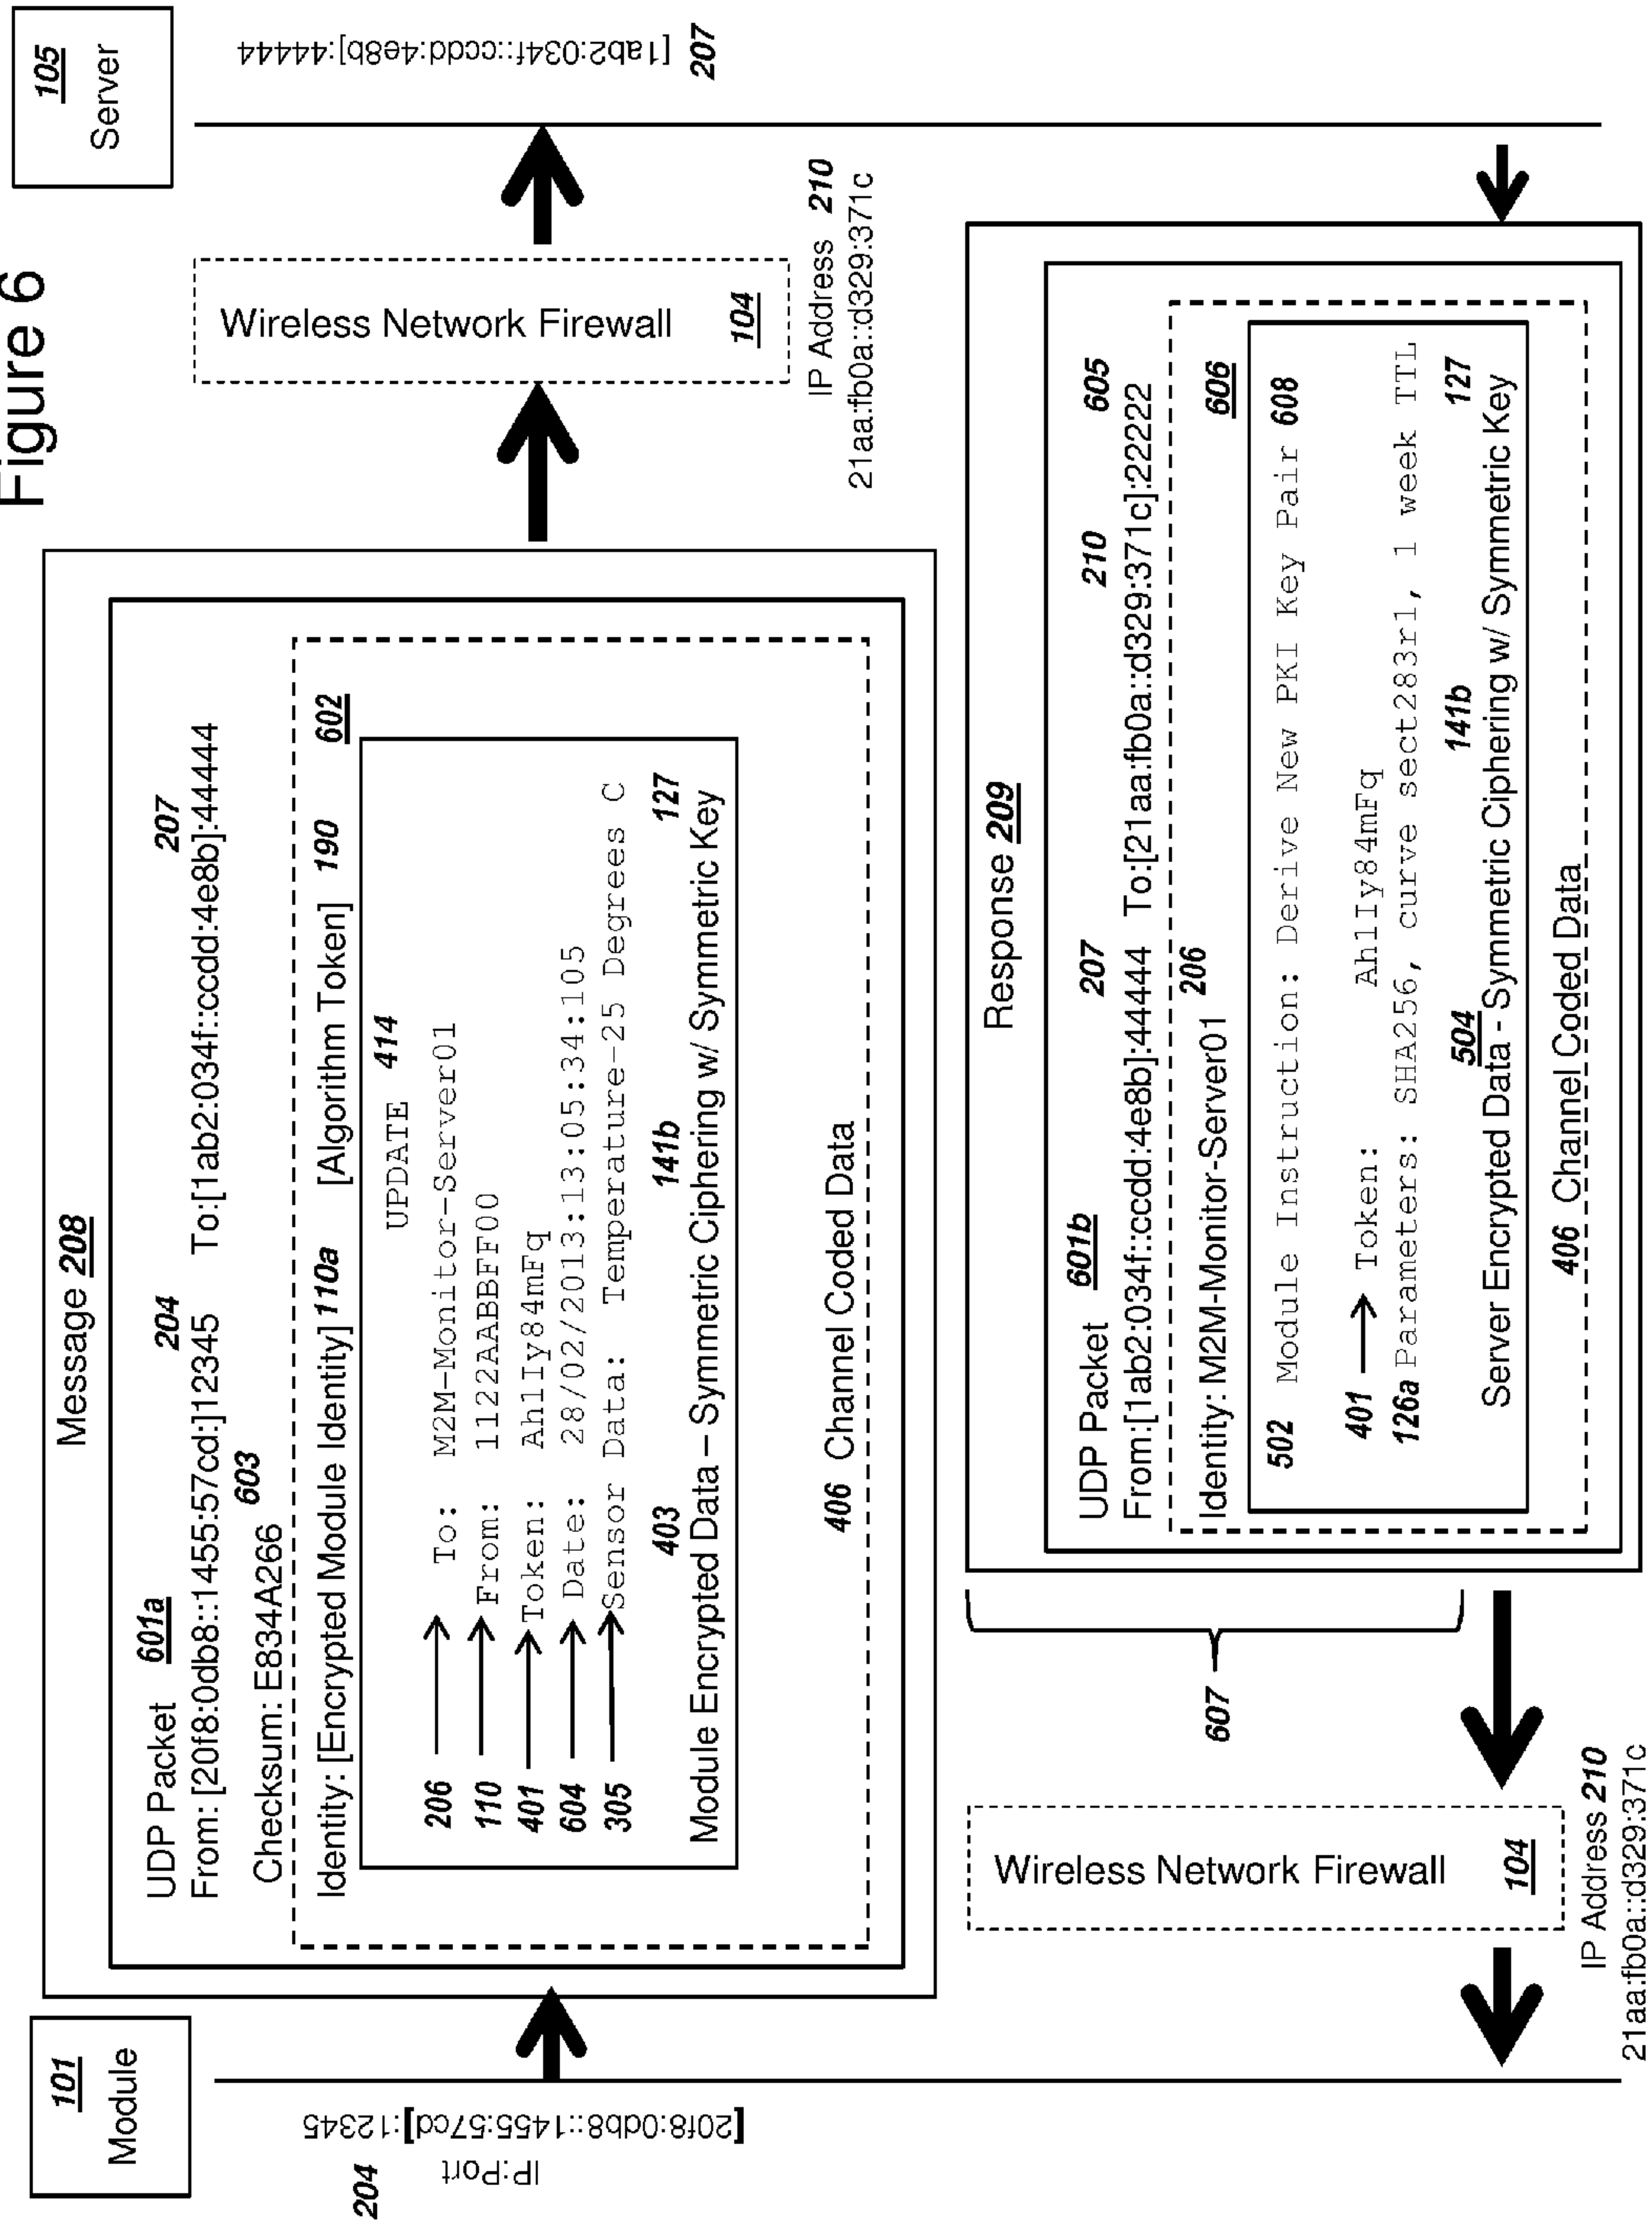 Figure 6
101
Module
105
Server
204
IP:Port
[20f8:0db8::1455:57cd]:12345
[1ab2:034f::ccdd:4e8b]:44444
207
Message 208
UDP Packet 601a
204
207
From: [20f8:0db8::1455:57cd:]12345 To:[1ab2:034f::ccdd:4e8b]:44444
603
Checksum: E834A266
Identity: [Encrypted Module Identity] 110a [Algorithm Token] 190 602
UPDATE 414
206 To: M2M-Monitor-Server01
110 From: 1122AABBFF00
401 Token: AhlIy84mFq
604 Date: 28/02/2013:13:05:34:105
305 Sensor Data: Temperature-25 Degrees C
403 141b 127
Module Encrypted Data – Symmetric Ciphering w/ Symmetric Key
406 Channel Coded Data
Wireless Network Firewall
104
IP Address 210
21aa:fb0a::d329:371c
Response 209
UDP Packet 601b 207 210 605
From:[1ab2:034f::ccdd:4e8b]:44444 To:[21aa:fb0a::d329:371c]:22222
206
Identity: M2M-Monitor-Server01 606
502 Module Instruction: Derive New PKI Key Pair 608
401 Token: AhlIy84mFq
126a Parameters: SHA256, curve sect283r1, 1 week TTL
504 141b 127
Server Encrypted Data - Symmetric Ciphering w/ Symmetric Key
406 Channel Coded Data
607
Wireless Network Firewall
104
IP Address 210
21aa:fb0a::d329:371c